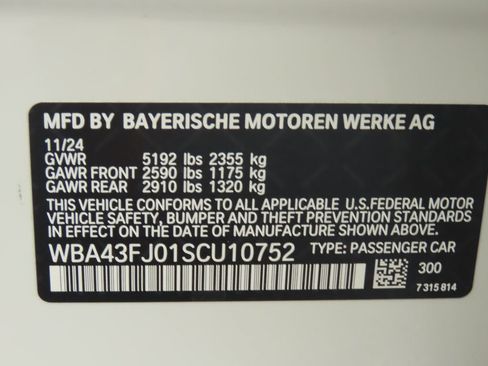 MFD BY BAYERISCHE MOTOREN WERKE AG
11/24
GVWR 5192 lbs 2355 kg
GAWR FRONT 2590 lbs 1175 kg
GAWR REAR 2910 lbs 1320 kg
THIS VEHICLE CONFORMS TO ALL APPLICABLE U.S.FEDERAL MOTOR
VEHICLE SAFETY, BUMPER AND THEFT PREVENTION STANDARDS
IN EFFECT ON THE DATE OF MANUFACTURE SHOWN ABOVE.
WBA43FJ01SCU10752 TYPE: PASSENGER CAR
300
7 315 814